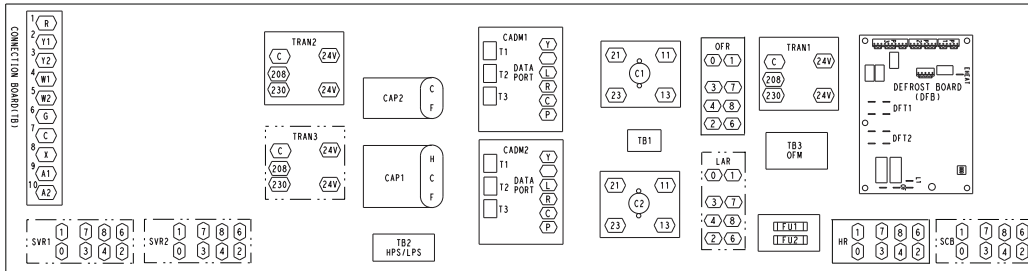 CONNECTION BOARD(TB)
1 R
2 Y1
3 Y2
4 W1
5 W2
6 G
7 C
8 X
9 A1
10 A2
TRAN2
C 24V
208
230 24V
TRAN3
C 24V
208
230 24V
CAP2
C
F
CAP1
H
C
F
TB2
HPS/LPS
CADM1
T1
T2
T3
DATA
PORT
Y
L
R
C
P
CADM2
T1
T2
T3
DATA
PORT
Y
L
R
C
P
21 11
C1
23 13
TB1
21 11
C2
23 13
OFR
0 1
3 7
4 8
2 6
LAR
0 1
3 7
4 8
2 6
TRAN1
C 24V
208
230 24V
TB3
OFM
FU1
FU2
EHEAT
DEFROST BOARD
(DFB)
DFT1
DFT2
SVR1
1 7 8 6
0 3 4 2
SVR2
1 7 8 6
0 3 4 2
HR
1 7 8 6
0 3 4 2
SCB
1 7 8 6
0 3 4 2